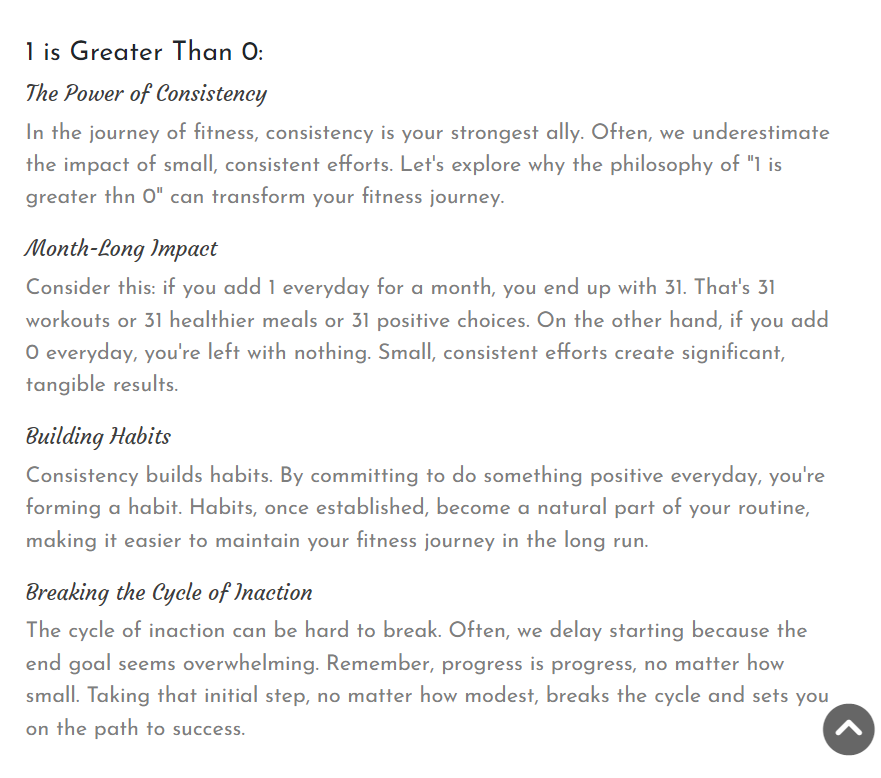 1 is Greater Than 0:
The Power of Consistency
In the journey of fitness, consistency is your strongest ally. Often, we underestimate
the impact of small, consistent efforts. Let's explore why the philosophy of "1 is
greater thn 0" can transform your fitness journey.
Month-Long Impact
Consider this: if you add 1 everyday for a month, you end up with 31. That's 31
workouts or 31 healthier meals or 31 positive choices. On the other hand, if you add
0 everyday, you're left with nothing. Small, consistent efforts create significant,
tangible results.
Building Habits
Consistency builds habits. By committing to do something positive everyday, you're
forming a habit. Habits, once established, become a natural part of your routine,
making it easier to maintain your fitness journey in the long run.
Breaking the Cycle of Inaction
The cycle of inaction can be hard to break. Often, we delay starting because the
end goal seems overwhelming. Remember, progress is progress, no matter how
small. Taking that initial step, no matter how modest, breaks the cycle and sets you
on the path to success.